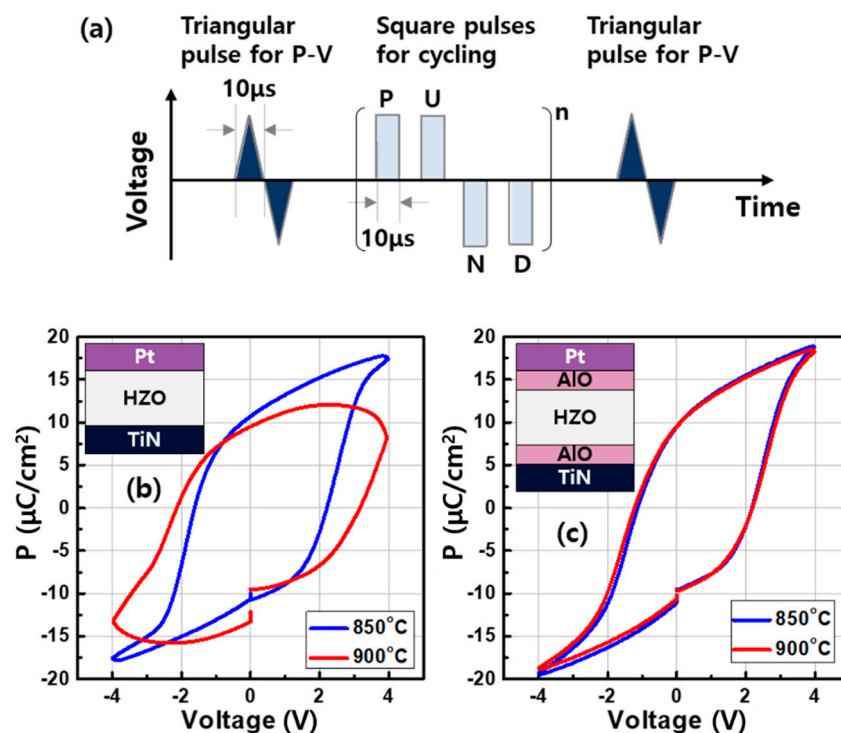 (a)
Triangular pulse for P-V
Square pulses for cycling
Triangular pulse for P-V
10μs
P U
n
Voltage
Time
10μs
N D
20
15
10
5
0
-5
-10
-15
-20
P (μC/cm²)
Pt
HZO
TiN
(b)
850°C
900°C
-4 -2 0 2 4
Voltage (V)
20
15
10
5
0
-5
-10
-15
-20
P (μC/cm²)
Pt
AlO
HZO
AlO
TiN
(c)
850°C
900°C
-4 -2 0 2 4
Voltage (V)